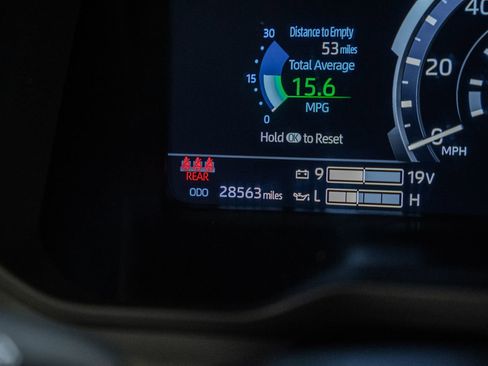 Distance to Empty
53 miles
Total Average
30
15
0
15.6
MPG
Hold OK to Reset
40
20
0
MPH
REAR
ODO 28563 miles
9 19V
L H